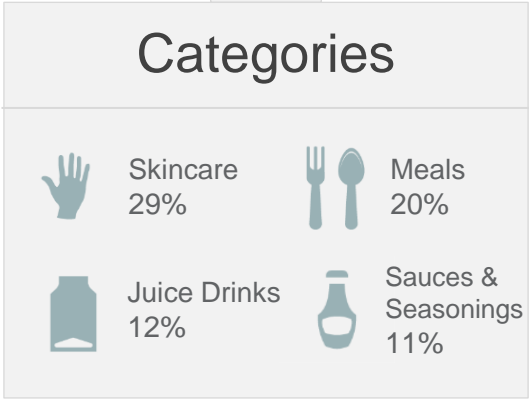 Categories
Skincare
29%
Meals
20%
Juice Drinks
12%
Sauces &
Seasonings
11%